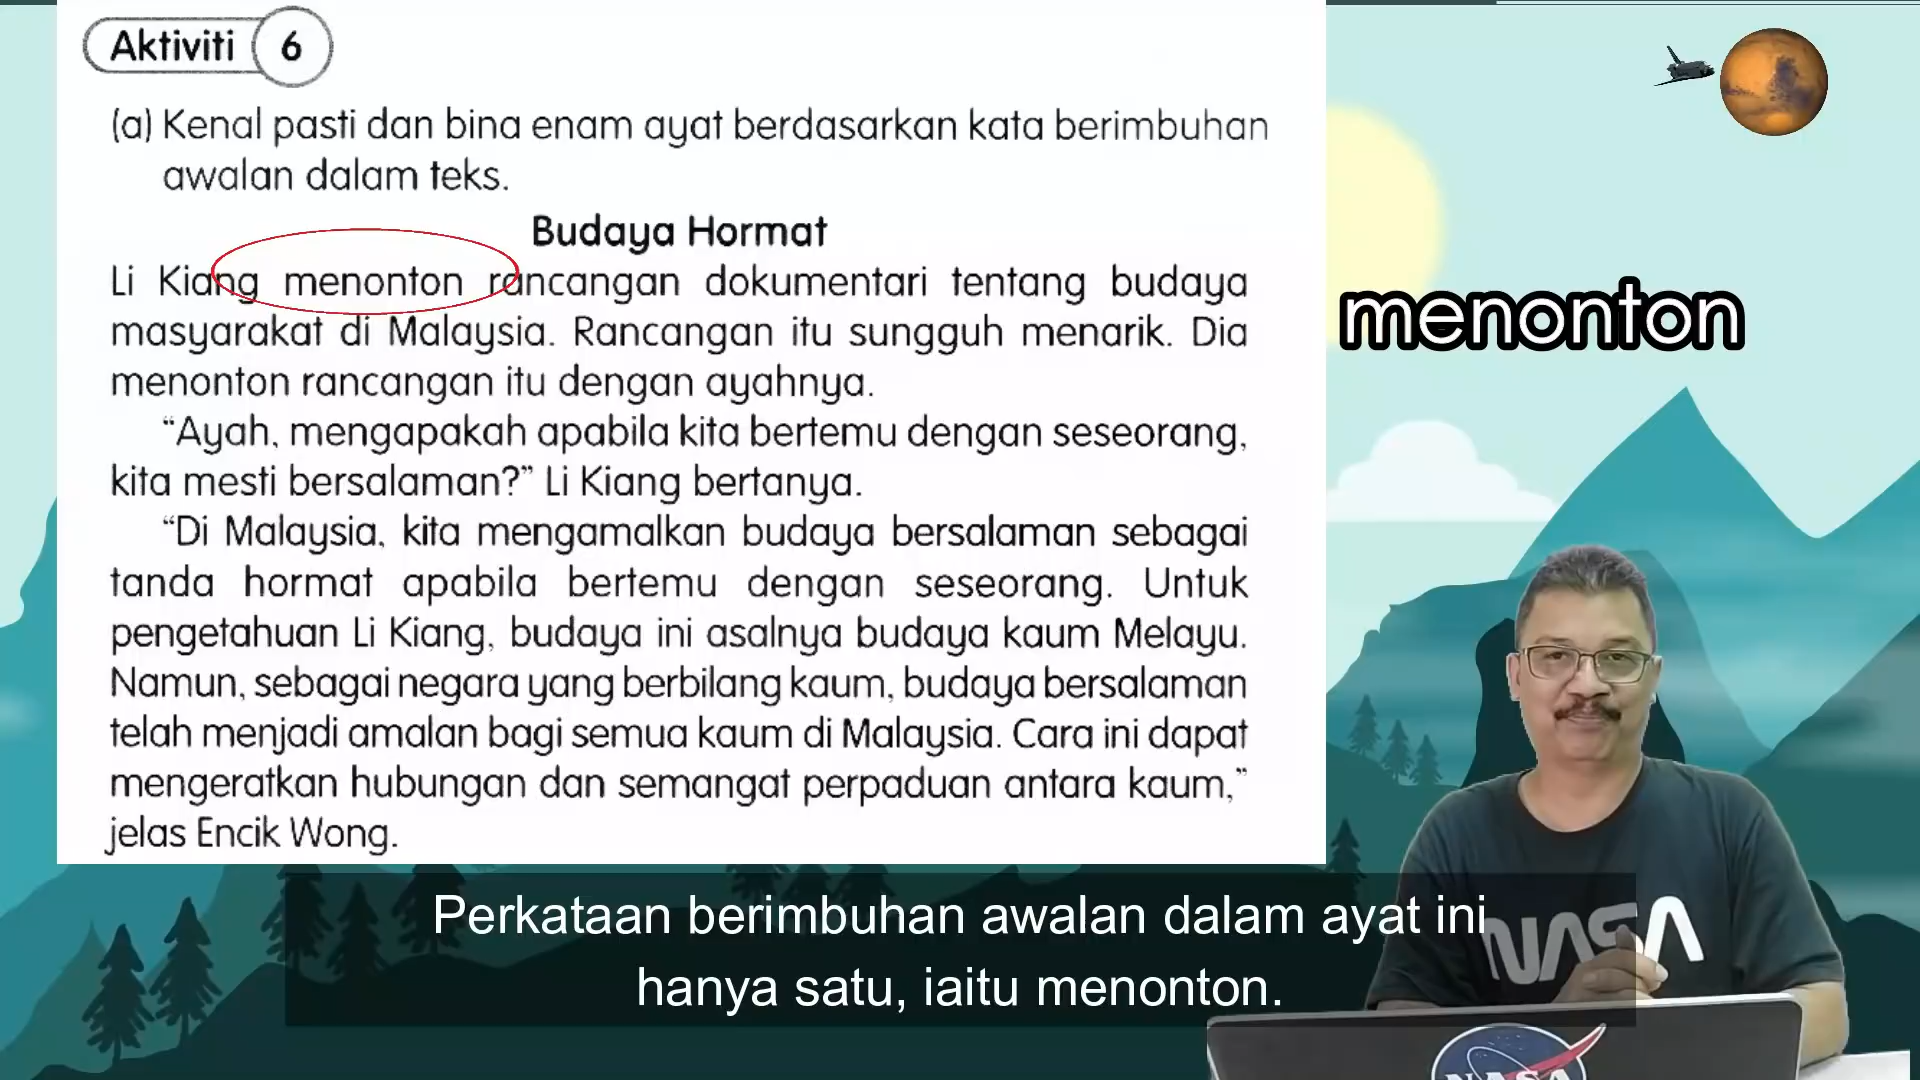 Aktiviti 6
(a) Kenal pasti dan bina enam ayat berdasarkan kata berimbuhan
awalan dalam teks.
Budaya Hormat
Li Kiang menonton rancangan dokumentari tentang budaya
masyarakat di Malaysia. Rancangan itu sungguh menarik. Dia
menonton rancangan itu dengan ayahnya.
“Ayah, mengapakah apabila kita bertemu dengan seseorang,
kita mesti bersalaman?” Li Kiang bertanya.
“Di Malaysia, kita mengamalkan budaya bersalaman sebagai
tanda hormat apabila bertemu dengan seseorang. Untuk
pengetahuan Li Kiang, budaya ini asalnya budaya kaum Melayu.
Namun, sebagai negara yang berbilang kaum, budaya bersalaman
telah menjadi amalan bagi semua kaum di Malaysia. Cara ini dapat
mengeratkan hubungan dan semangat perpaduan antara kaum,”
jelas Encik Wong.
menonton
Perkataan berimbuhan awalan dalam ayat ini
hanya satu, iaitu menonton.
NASA
NASA